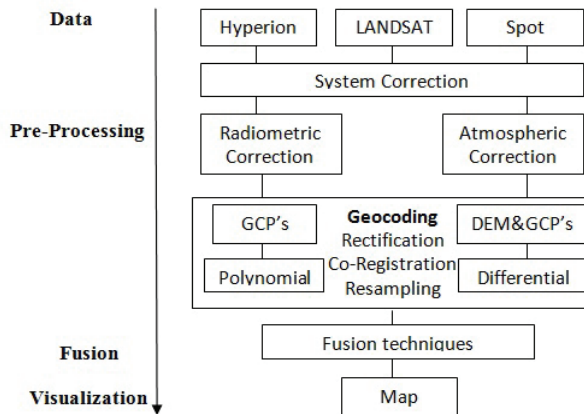 Data
Hyperion
LANDSAT
Spot
System Correction
Pre-Processing
Radiometric
Correction
Atmospheric
Correction
GCP's
Polynomial
Geocoding
Rectification
Co-Registration
Resampling
DEM&GCP's
Differential
Fusion
Fusion techniques
Visualization
Map